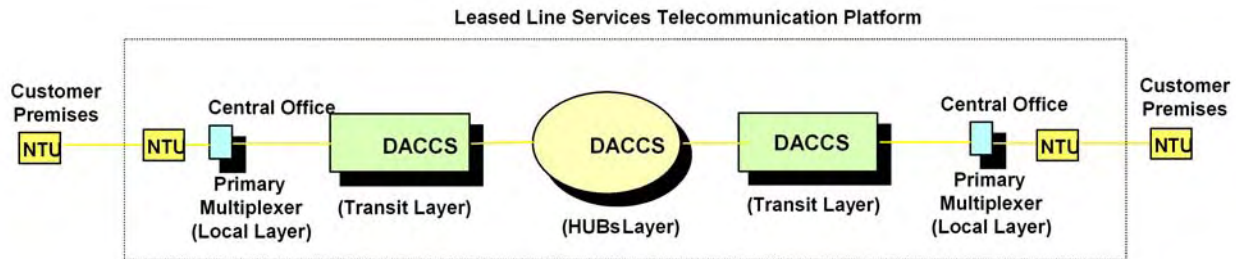 Leased Line Services Telecommunication Platform
Customer
Premises
NTU
NTU
Central Office
Primary
Multiplexer
(Local Layer)
DACCS
(Transit Layer)
DACCS
(HUBs Layer)
DACCS
(Transit Layer)
Central Office
Primary
Multiplexer
(Local Layer)
NTU
Customer
Premises
NTU